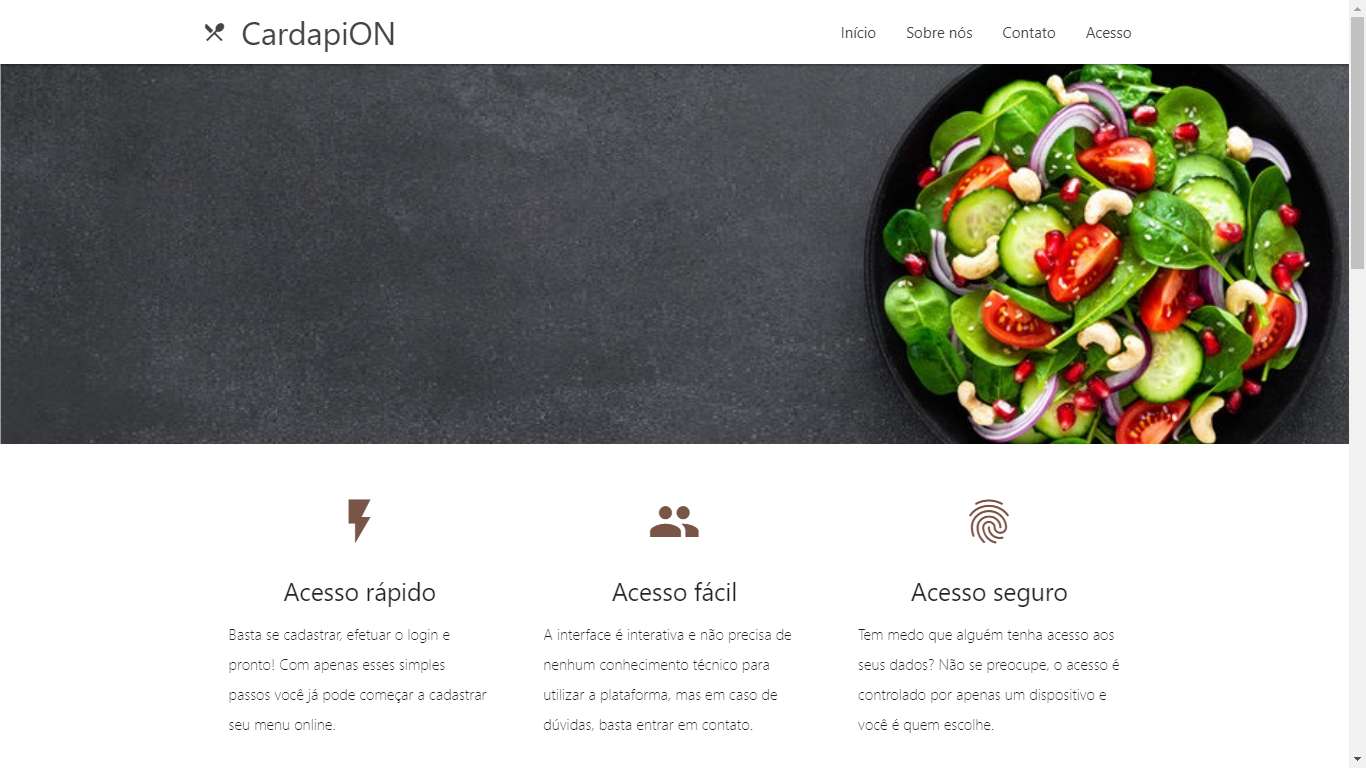 CardapiON
Início Sobre nós Contato Acesso
Acesso rápido
Basta se cadastrar, efetuar o login e
pronto! Com apenas esses simples
passos você já pode começar a cadastrar
seu menu online.
Acesso fácil
A interface é interativa e não precisa de
nenhum conhecimento técnico para
utilizar a plataforma, mas em caso de
dúvidas, basta entrar em contato.
Acesso seguro
Tem medo que alguém tenha acesso aos
seus dados? Não se preocupe, o acesso é
controlado por apenas um dispositivo e
você é quem escolhe.